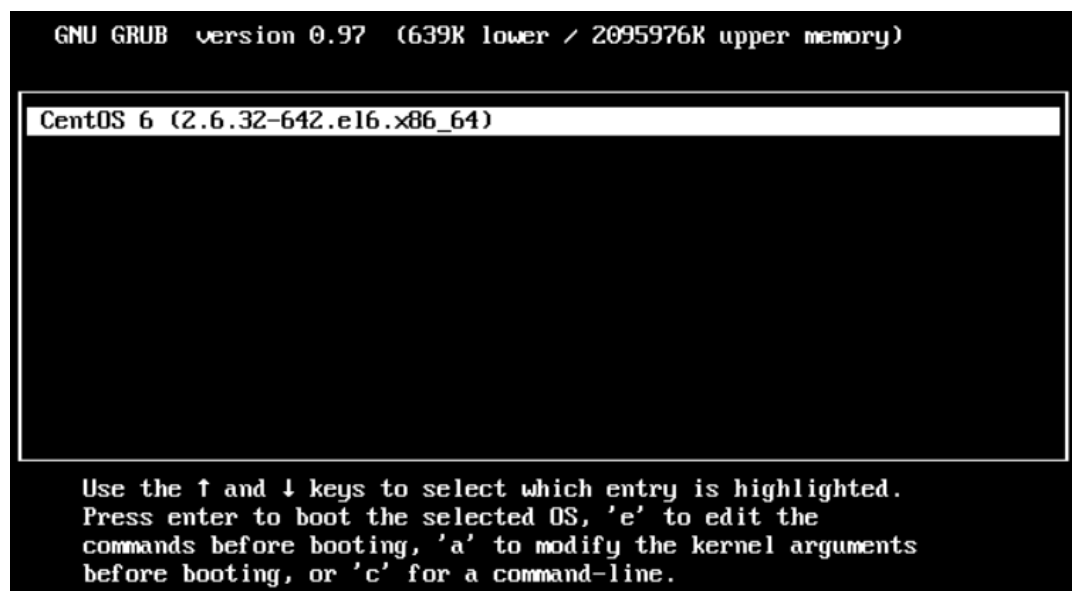 GNU GRUB  version 0.97  (639K lower / 2095976K upper memory)
CentOS 6 (2.6.32-642.el6.x86_64)
Use the ↑ and ↓ keys to select which entry is highlighted.
Press enter to boot the selected OS, 'e' to edit the
commands before booting, 'a' to modify the kernel arguments
before booting, or 'c' for a command-line.